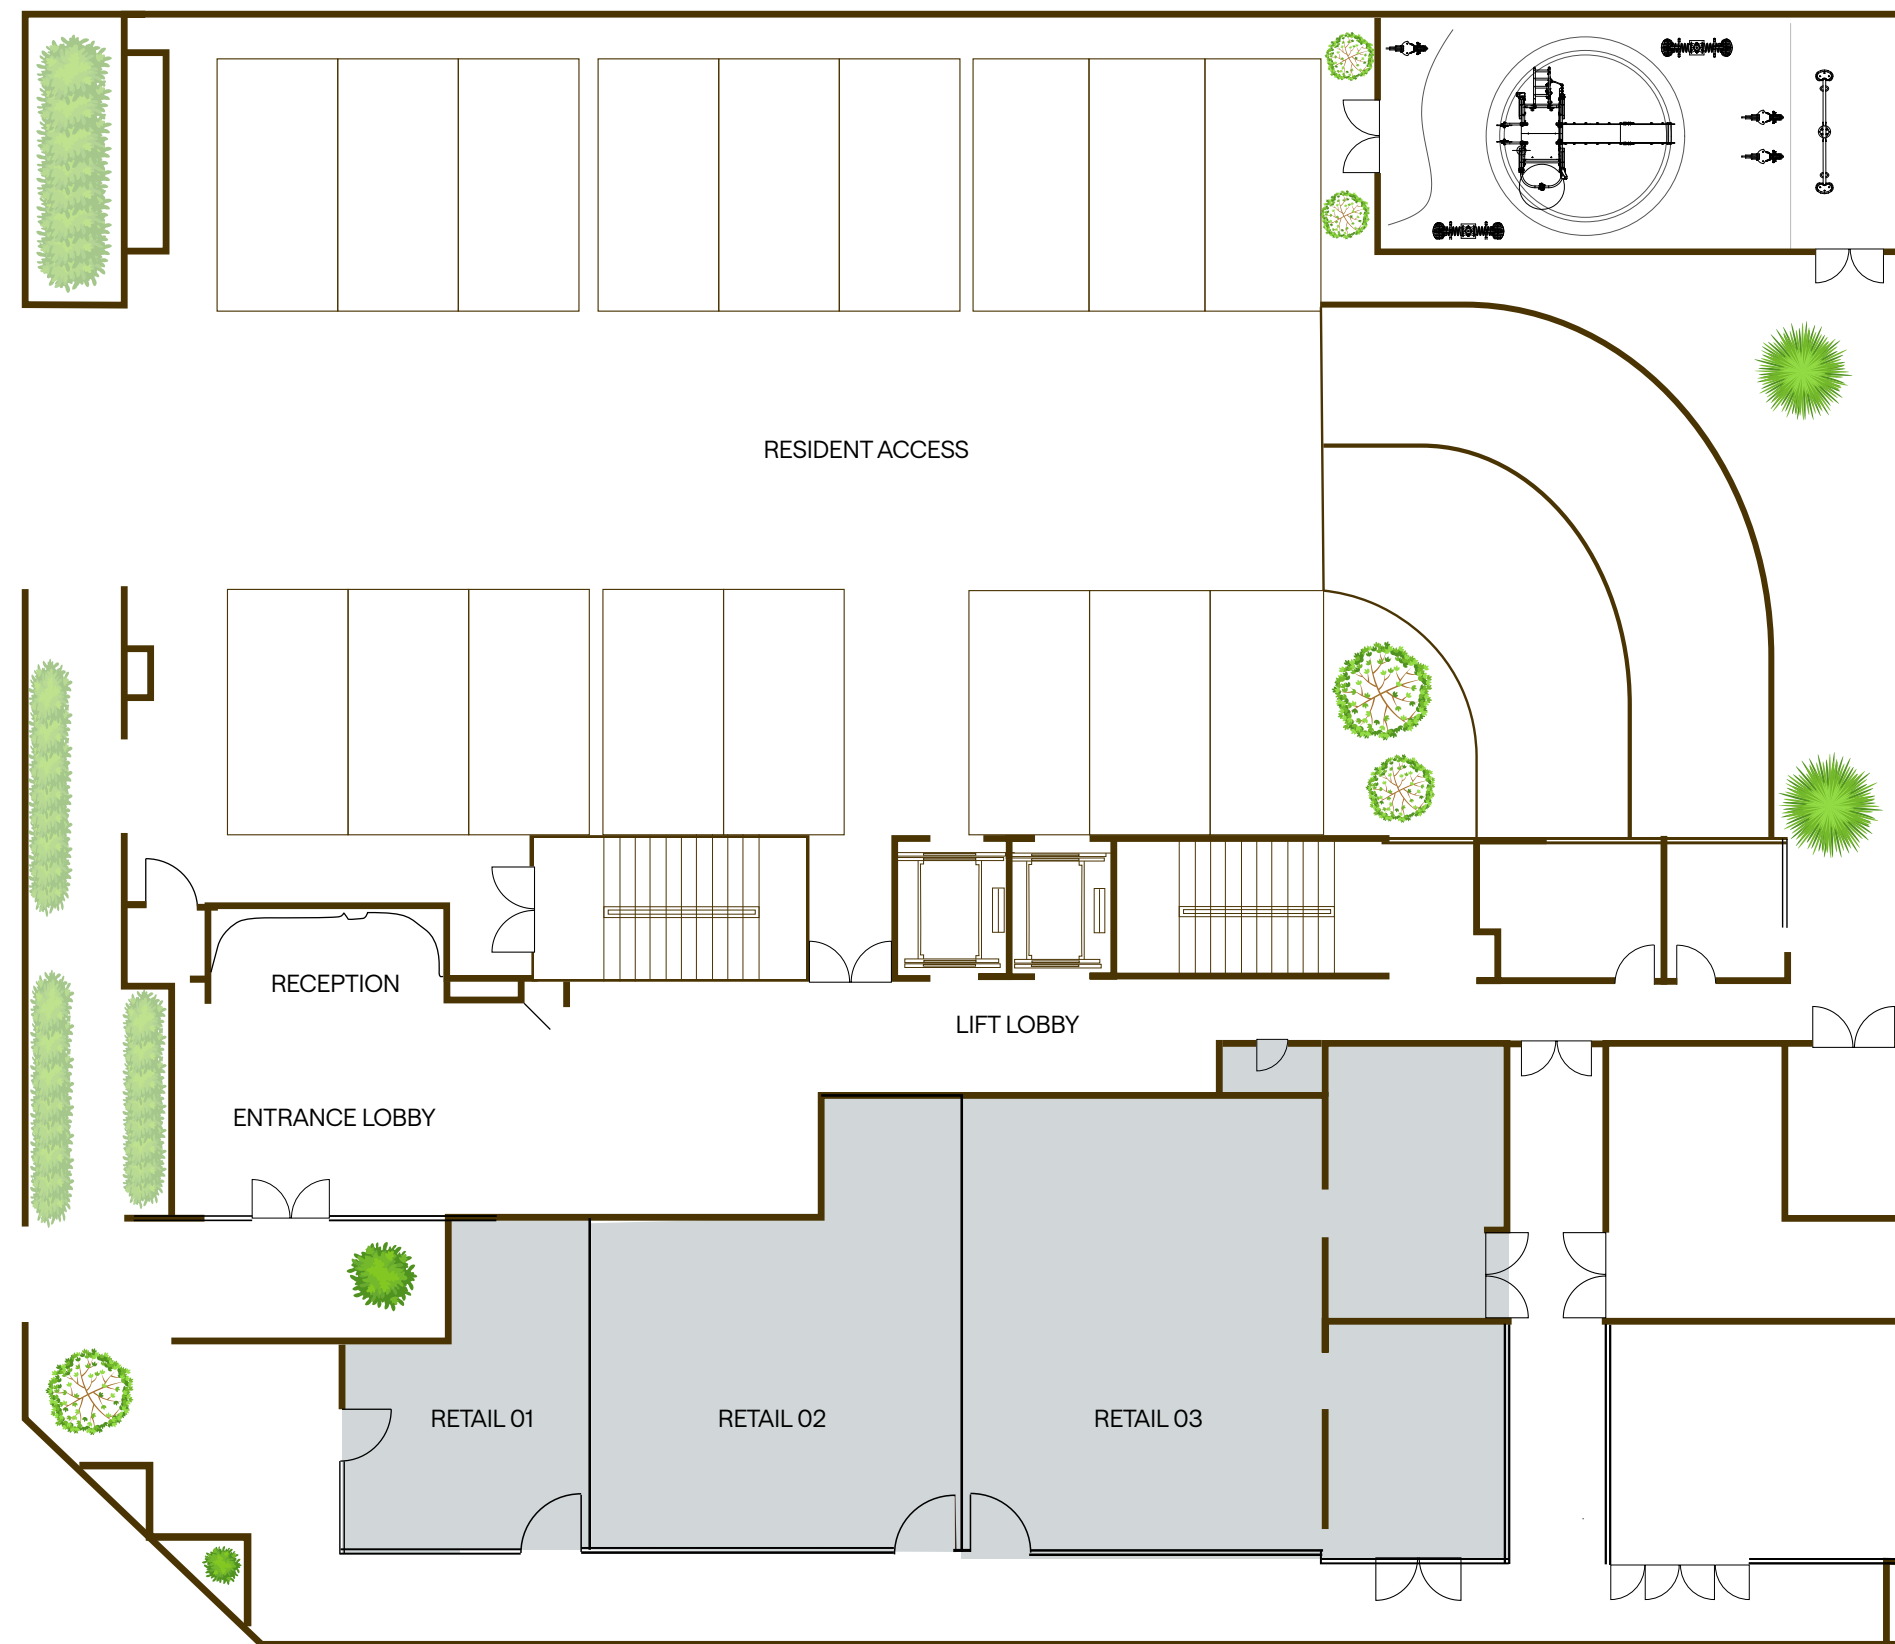 RESIDENT ACCESS
RECEPTION
LIFT LOBBY
ENTRANCE LOBBY
RETAIL 01
RETAIL 02
RETAIL 03